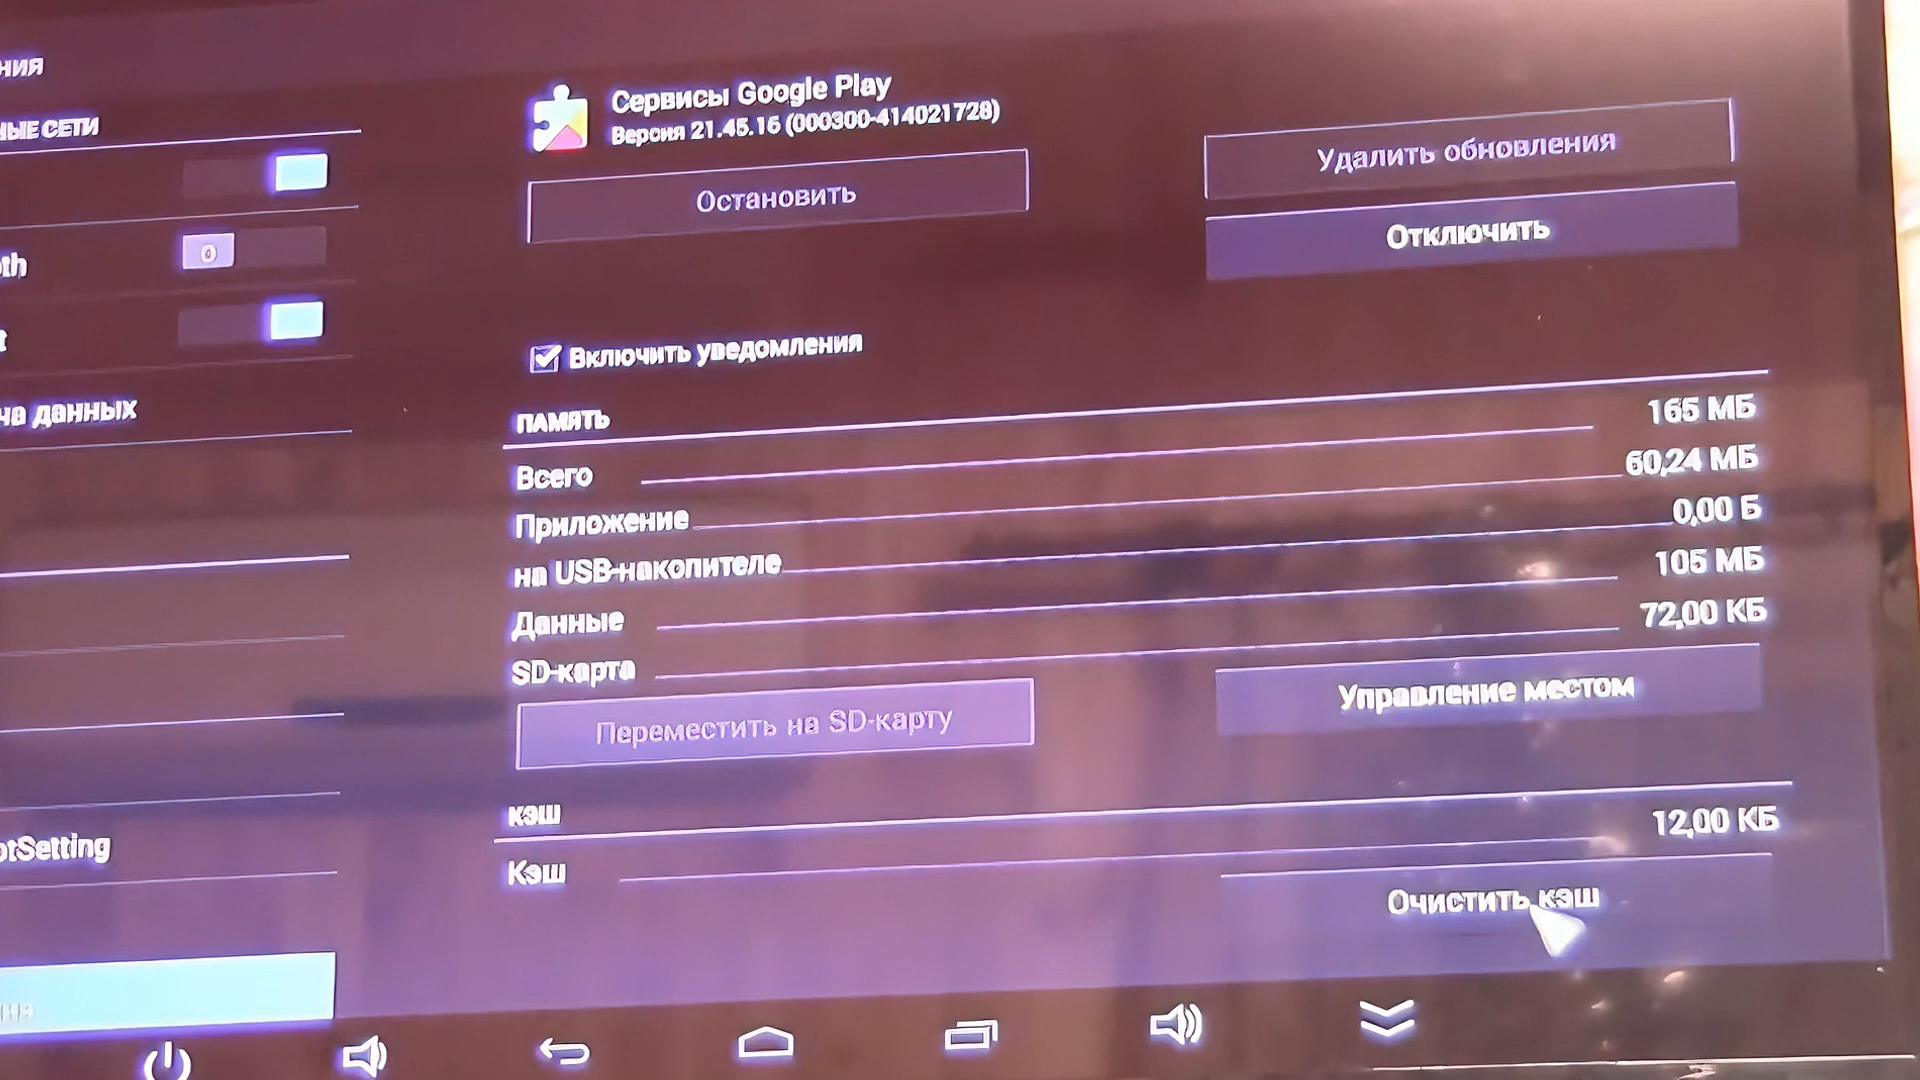 ния
НЫЕ СЕТИ
th
t
ча данных
otSetting
Сервисы Google Play
Версия 21.45.16 (000300-414021728)
Остановить
Удалить обновления
Отключить
Включить уведомления
ПАМЯТЬ
Всего 165 МБ
Приложение 60,24 МБ
на USB-накопителе 0,00 Б
Данные 105 МБ
SD-карта 72,00 КБ
Переместить на SD-карту
Управление местом
КЭШ
Кэш 12,00 КБ
Очистить кэш